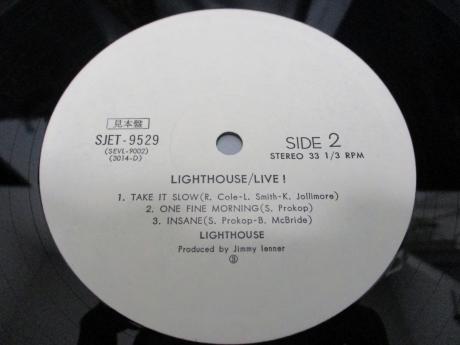 見本盤
SJET-9529
(SEVL-9002)
(3014-D)
SIDE 2
STEREO 33 1/3 RPM
LIGHTHOUSE/LIVE!
1. TAKE IT SLOW(R. Cole-L. Smith-K. Jollimore)
2. ONE FINE MORNING(S. Prokop)
3. INSANE(S. Prokop-B. McBride)
LIGHTHOUSE
Produced by Jimmy Ienner